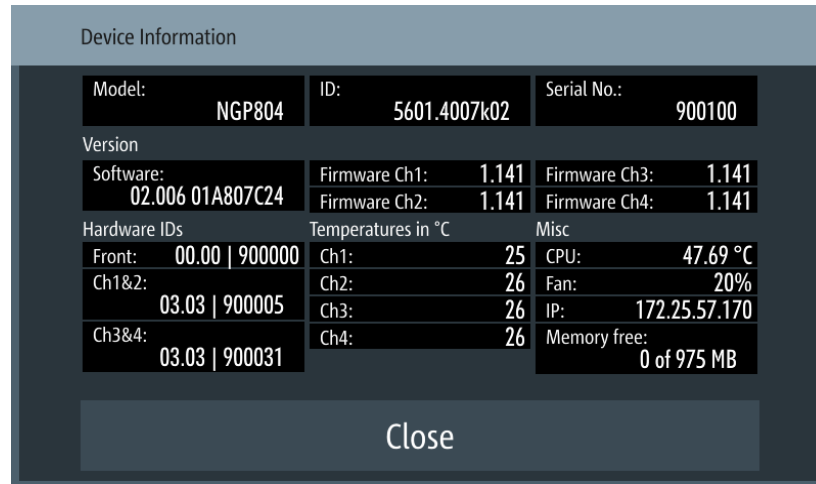 Device Information
Model: NGP804
ID: 5601.4007k02
Serial No.: 900100
Version
Software: 02.006 01A807C24
Firmware Ch1: 1.141
Firmware Ch2: 1.141
Firmware Ch3: 1.141
Firmware Ch4: 1.141
Hardware IDs
Front: 00.00 | 900000
Ch1&2: 03.03 | 900005
Ch3&4: 03.03 | 900031
Temperatures in °C
Ch1: 25
Ch2: 26
Ch3: 26
Ch4: 26
Misc
CPU: 47.69 °C
Fan: 20%
IP: 172.25.57.170
Memory free: 0 of 975 MB
Close